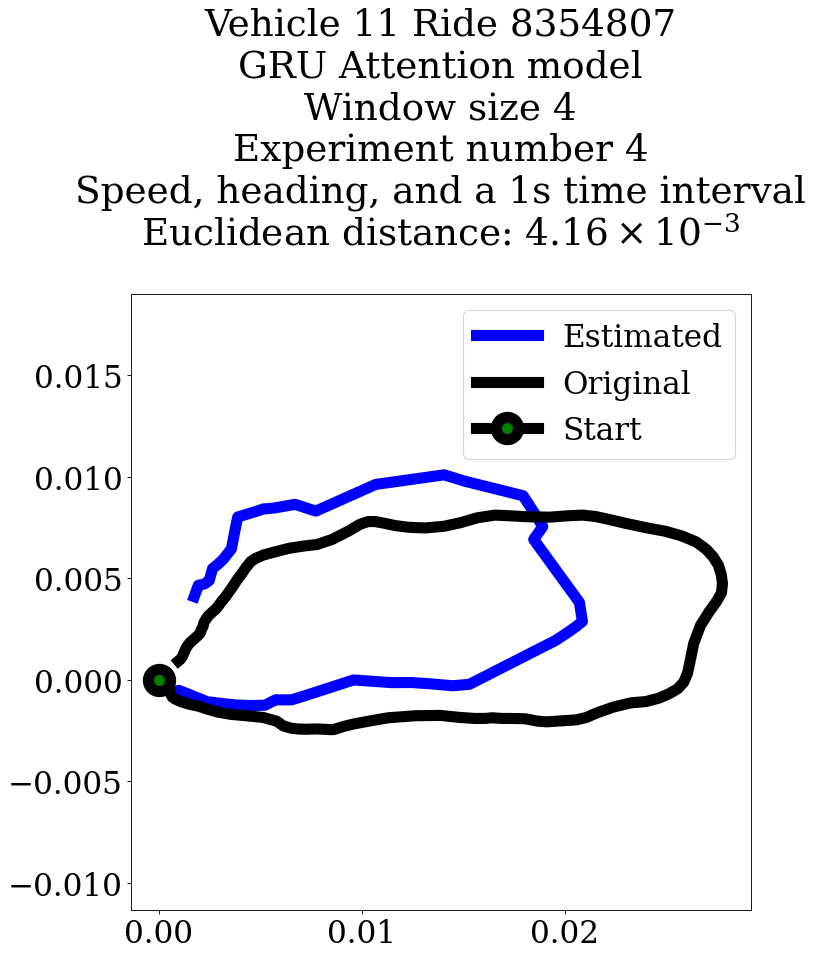 Vehicle 11 Ride 8354807
GRU Attention model
Window size 4
Experiment number 4
Speed, heading, and a 1s time interval
Euclidean distance: 4.16 × 10⁻³
Estimated
Original
Start
0.015
0.010
0.005
0.000
−0.005
−0.010
0.00 0.01 0.02